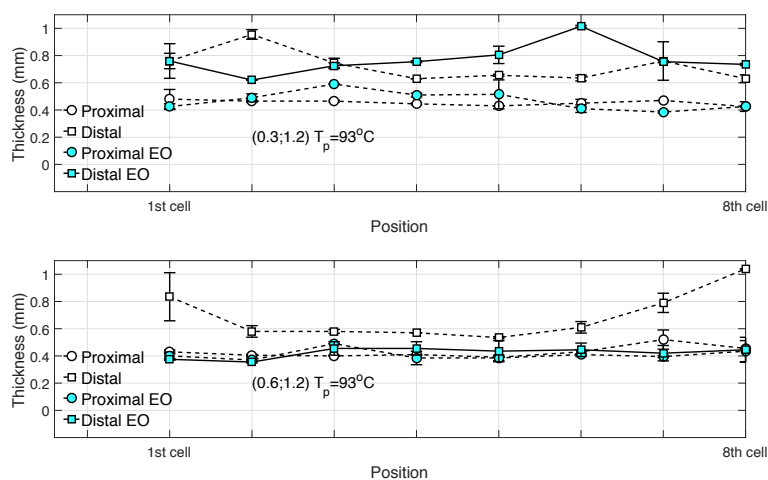 1
0.8
0.6
0.4
0.2
0
Thickness (mm)
Proximal
Distal
Proximal EO
Distal EO
(0.3;1.2) Tp=93°C
1st cell
8th cell
Position
1
0.8
0.6
0.4
0.2
0
Thickness (mm)
Proximal
Distal
Proximal EO
Distal EO
(0.6;1.2) Tp=93°C
1st cell
8th cell
Position